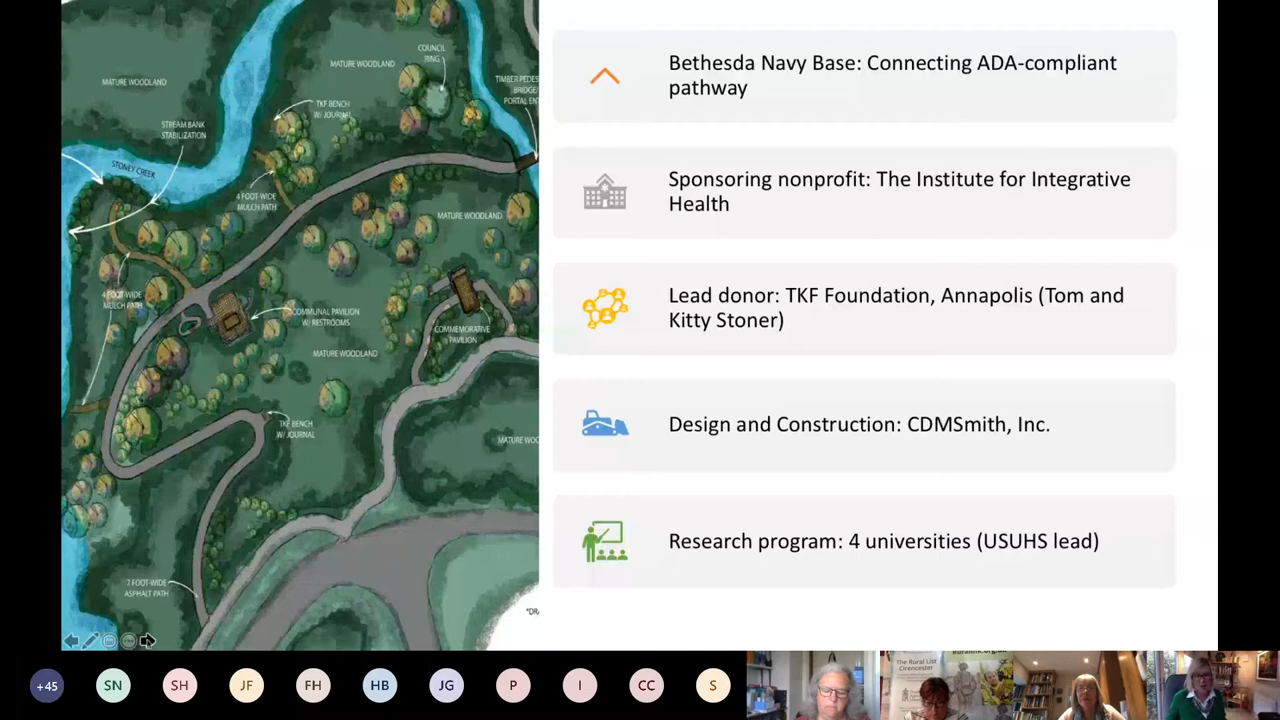 MATURE WOODLAND
STREAM BANK
STABILIZATION
STONEY CREEK
4 FOOT-WIDE
MULCH PATH
MATURE WOODLAND
COUNCIL
RING
TKF BENCH
W/ JOURNAL
TIMBER
BRIDGE/
PORTAL
4 FOOT-WIDE
MULCH PATH
MATURE WOODLAND
COMMUNAL PAVILION
W/ RESTROOMS
COMMEMORATIVE
PAVILION
MATURE WOODLAND
TKF BENCH
W/ JOURNAL
MATURE
7 FOOT-WIDE
ASPHALT PATH
Bethesda Navy Base: Connecting ADA-compliant
pathway
Sponsoring nonprofit: The Institute for Integrative
Health
Lead donor: TKF Foundation, Annapolis (Tom and
Kitty Stoner)
Design and Construction: CDMSmith, Inc.
Research program: 4 universities (USUHS lead)
+45
SN
SH
JF
FH
HB
JG
P
I
CC
S
The Rural List
Cirencester